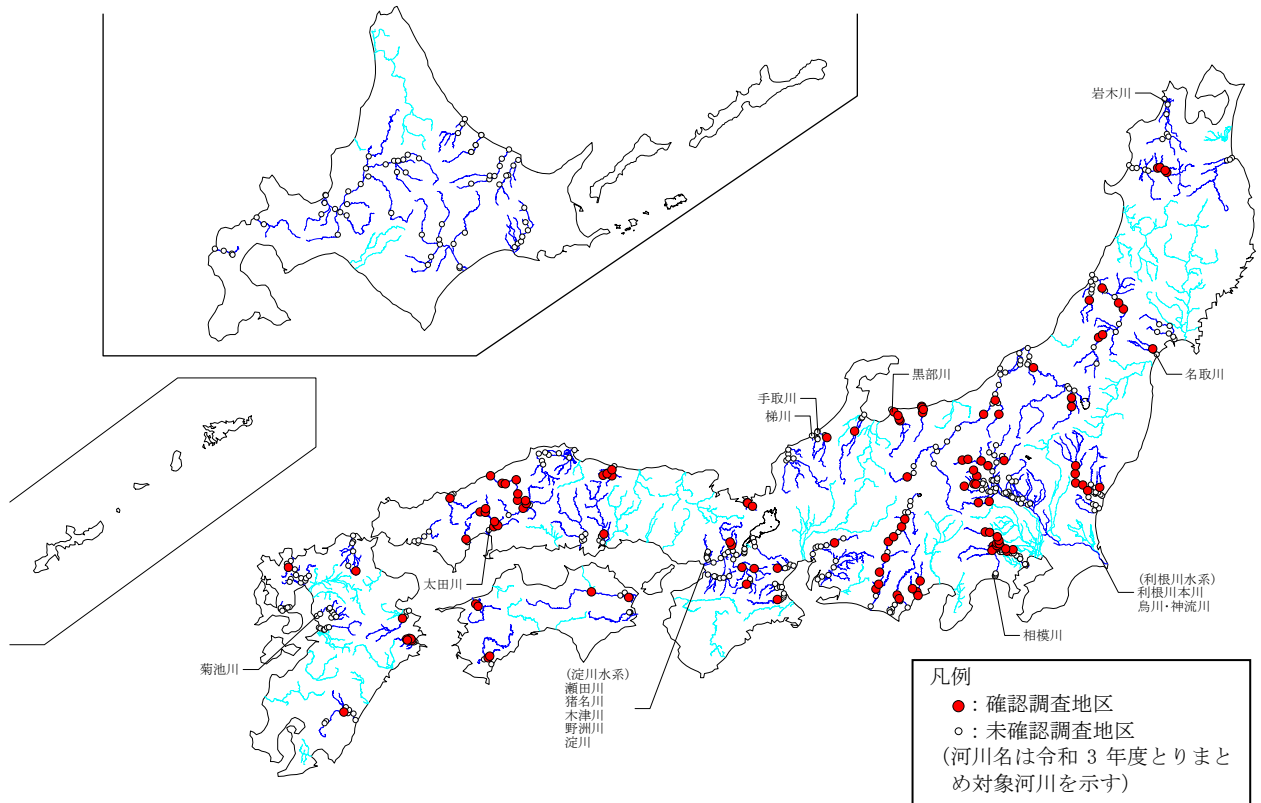 岩木川
名取川
黒部川
手取川
梯川
太田川
菊池川
(淀川水系)
瀬田川
猪名川
木津川
野洲川
淀川
(利根川水系)
利根川本川
烏川・神流川
相模川
凡例
●：確認調査地区
○：未確認調査地区
(河川名は令和 3 年度とりまと
め対象河川を示す)